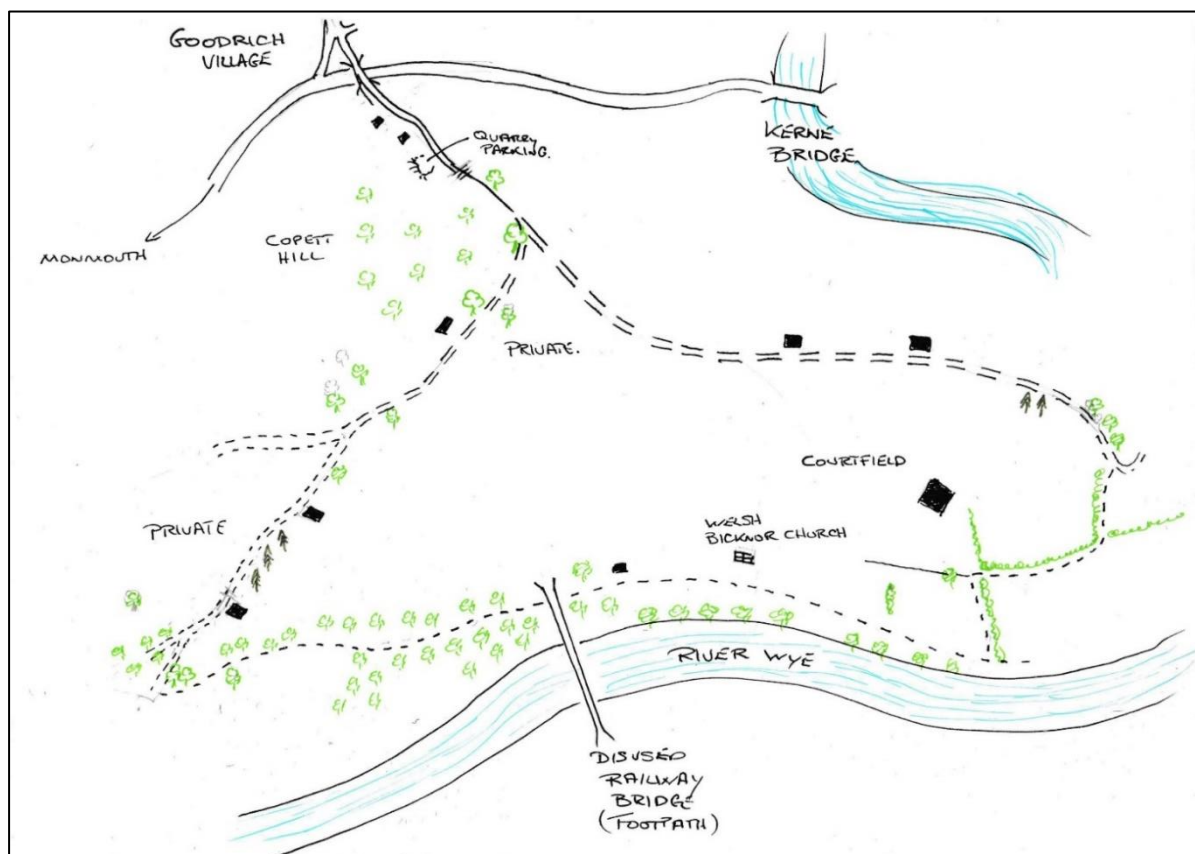 GOODRICH
VILLAGE
QUARRY
PARKING.
KERNE
BRIDGE
MONMOUTH
COPETT
HILL
PRIVATE.
COURTFIELD
PRIVATE
WELSH
BICKNOR CHURCH
RIVER WYE
DISUSED
RAILWAY
BRIDGE
(FOOTPATH)